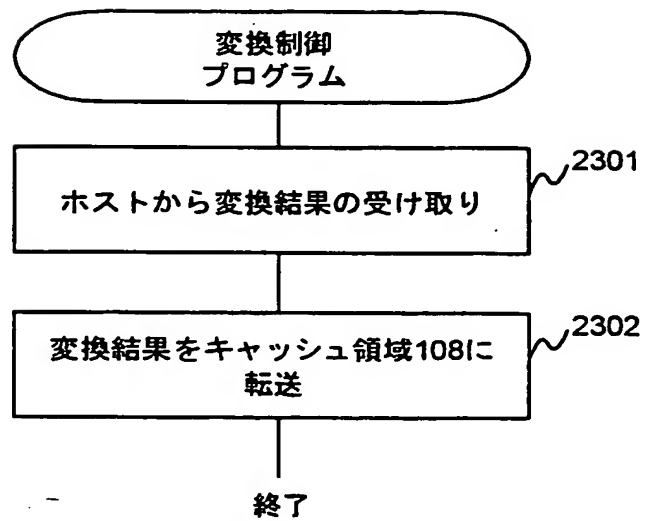 変換制御
プログラム
2301
ホストから変換結果の受け取り
2302
変換結果をキャッシュ領域108に
転送
終了